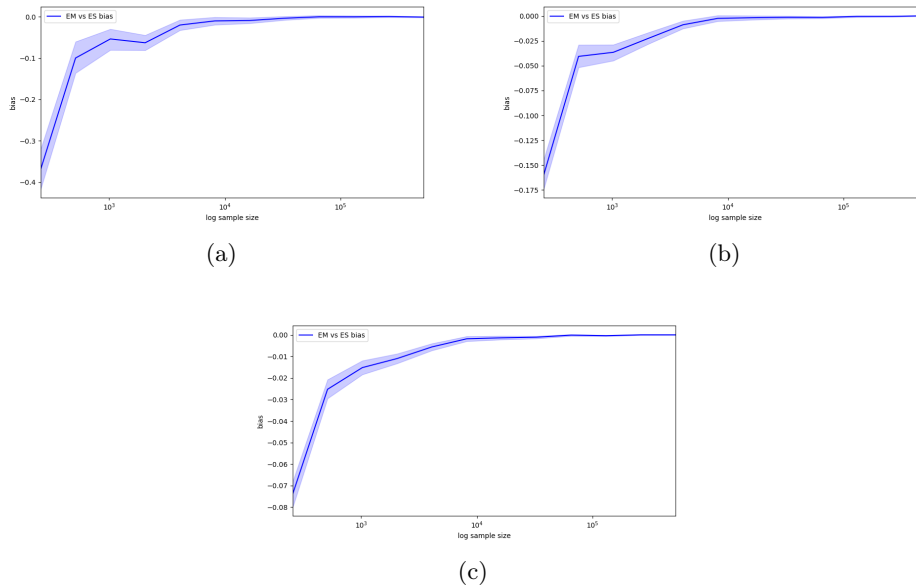 EM vs ES bias
0.0
−0.1
−0.2
−0.3
−0.4
bias
10³ 10⁴ 10⁵
log sample size
(a)
EM vs ES bias
0.000
−0.025
−0.050
−0.075
−0.100
−0.125
−0.150
−0.175
bias
10³ 10⁴ 10⁵
log sample size
(b)
EM vs ES bias
0.00
−0.01
−0.02
−0.03
−0.04
−0.05
−0.06
−0.07
−0.08
bias
10³ 10⁴ 10⁵
log sample size
(c)